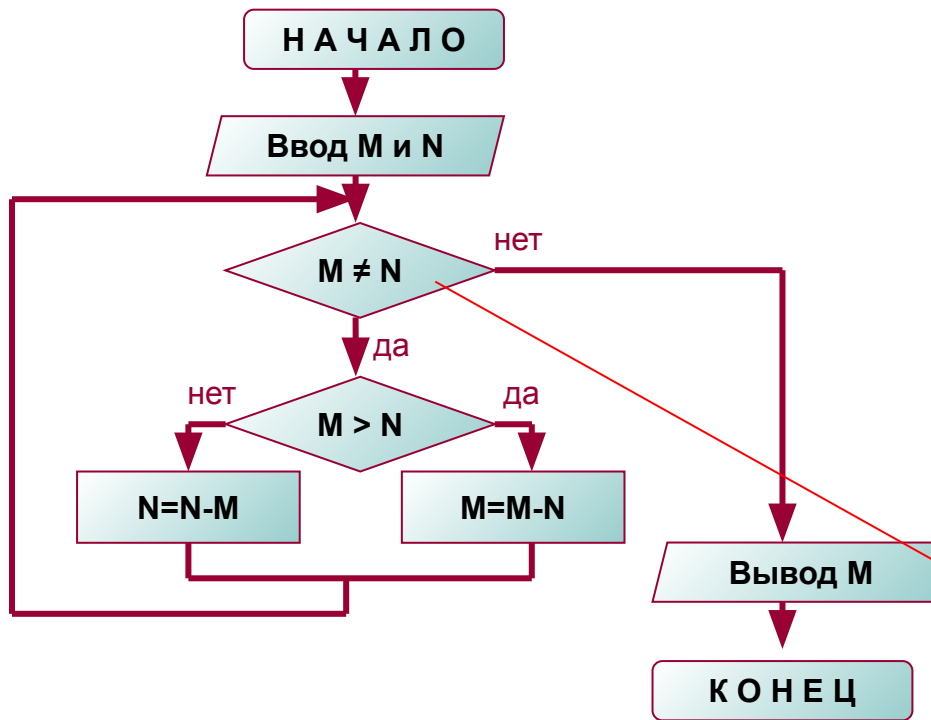 Н А Ч А Л О
Ввод M и N
M ≠ N
нет
да
нет
M > N
да
N=N-M
M=M-N
Вывод M
К О Н Е Ц